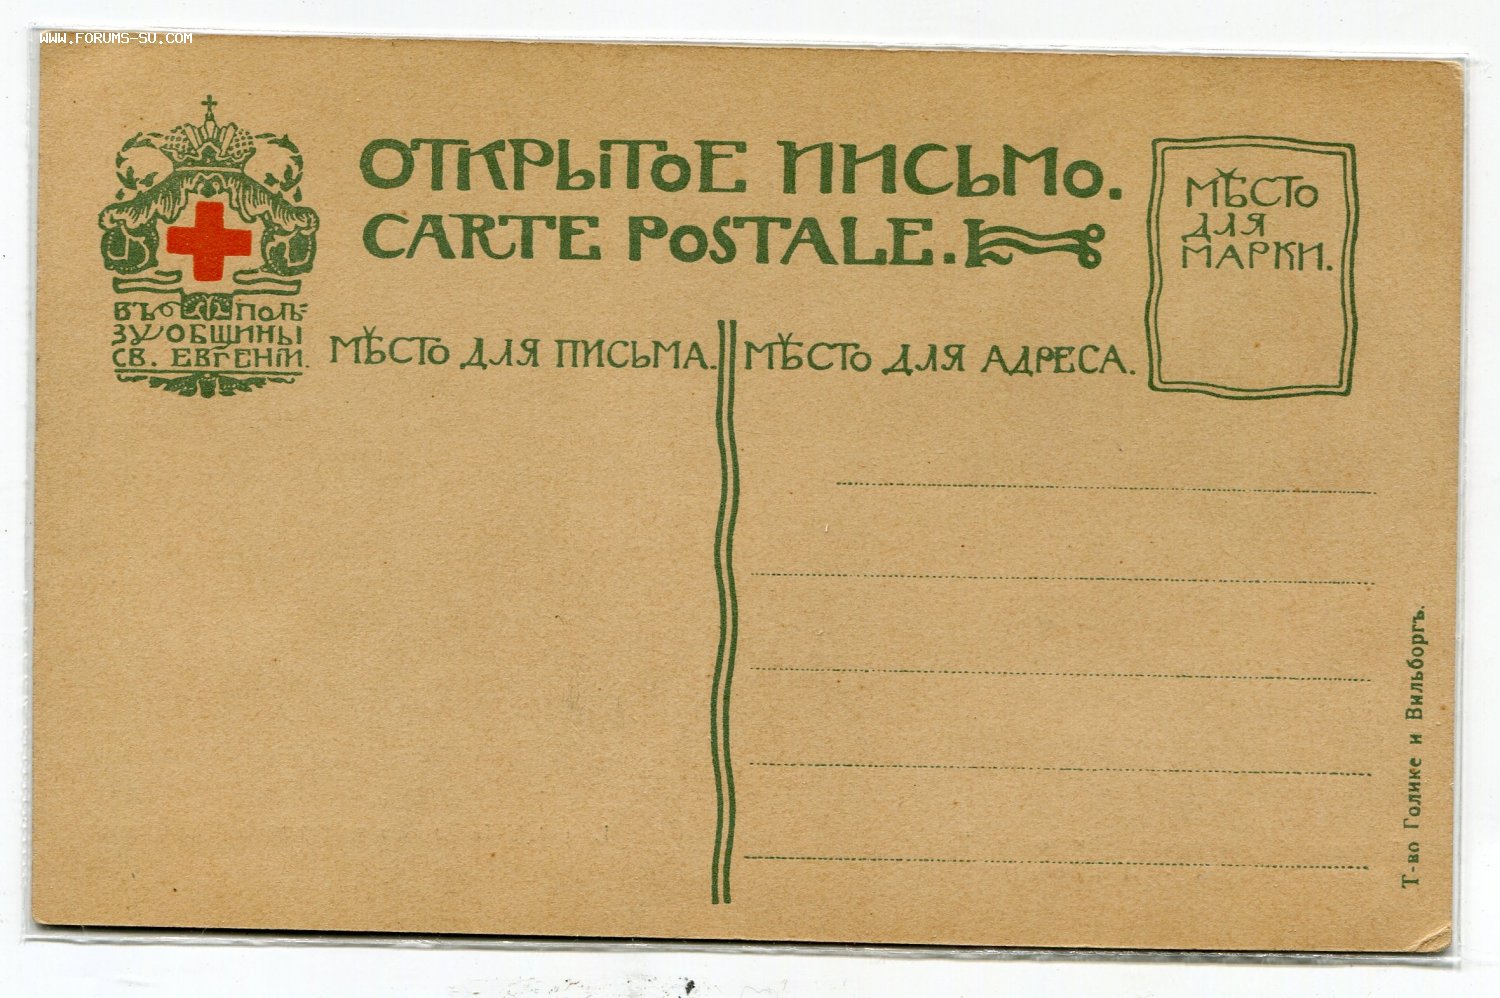 WWW.FORUMS-SU.COM
ОТКРЫТОЕ ПИСЬМО.
CARTE POSTALE.
МѢСТО
ДЛЯ
МАРКИ.
ВЪ ПОЛЬ-
ЗУ ОБЩИНЫ
СВ. ЕВГЕНІИ.
МѢСТО ДЛЯ ПИСЬМА.
МѢСТО ДЛЯ АДРЕСА.
Т-во Голике и Вильборгъ.